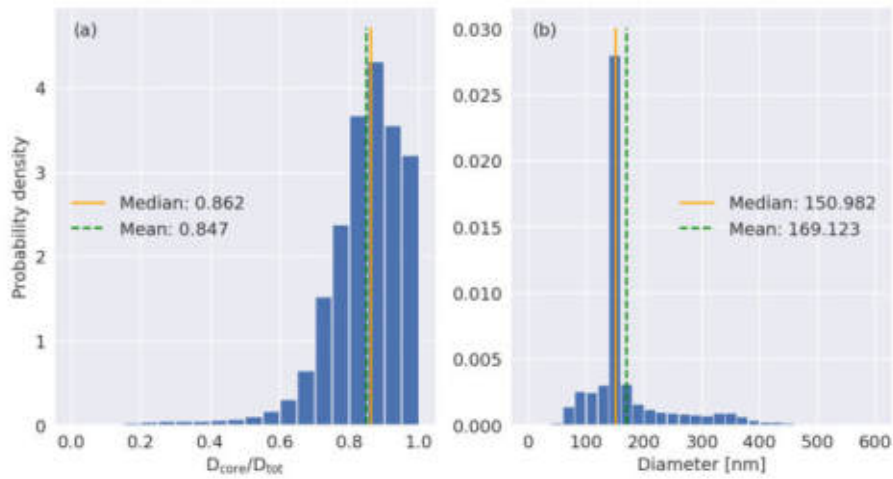 (a)
Probability density
4
3
2
1
0
Median: 0.862
Mean: 0.847
0.0 0.2 0.4 0.6 0.8 1.0
D_core/D_tot
(b)
0.030
0.025
0.020
0.015
0.010
0.005
0.000
Median: 150.982
Mean: 169.123
0 100 200 300 400 500 600
Diameter [nm]